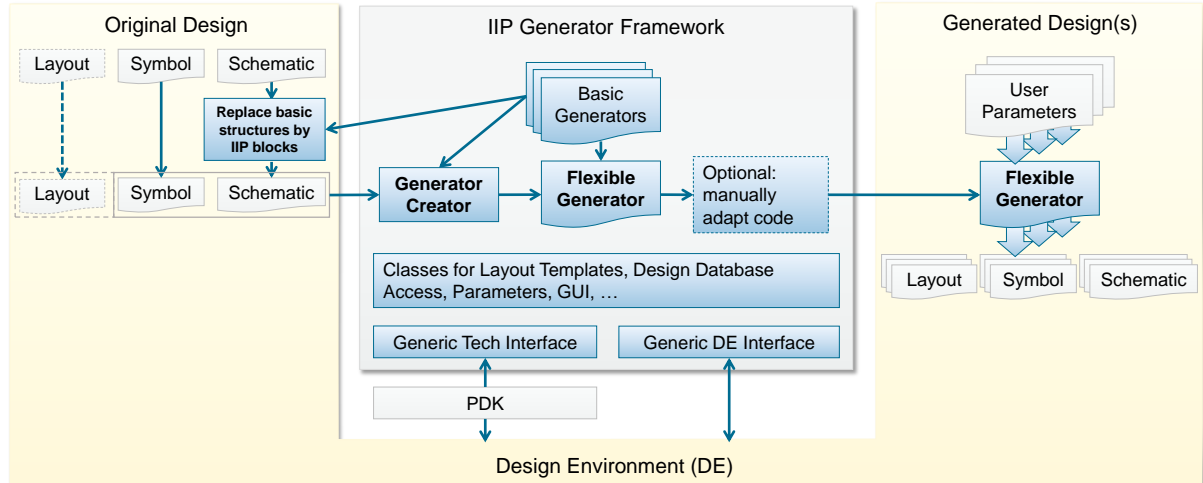 Original Design
Layout
Symbol
Schematic
Replace basic
structures by
IIP blocks
Layout
Symbol
Schematic
IIP Generator Framework
Basic
Generators
Generator
Creator
Flexible
Generator
Optional:
manually
adapt code
Classes for Layout Templates, Design Database
Access, Parameters, GUI, …
Generic Tech Interface
Generic DE Interface
PDK
Generated Design(s)
User
Parameters
Flexible
Generator
Layout
Symbol
Schematic
Design Environment (DE)